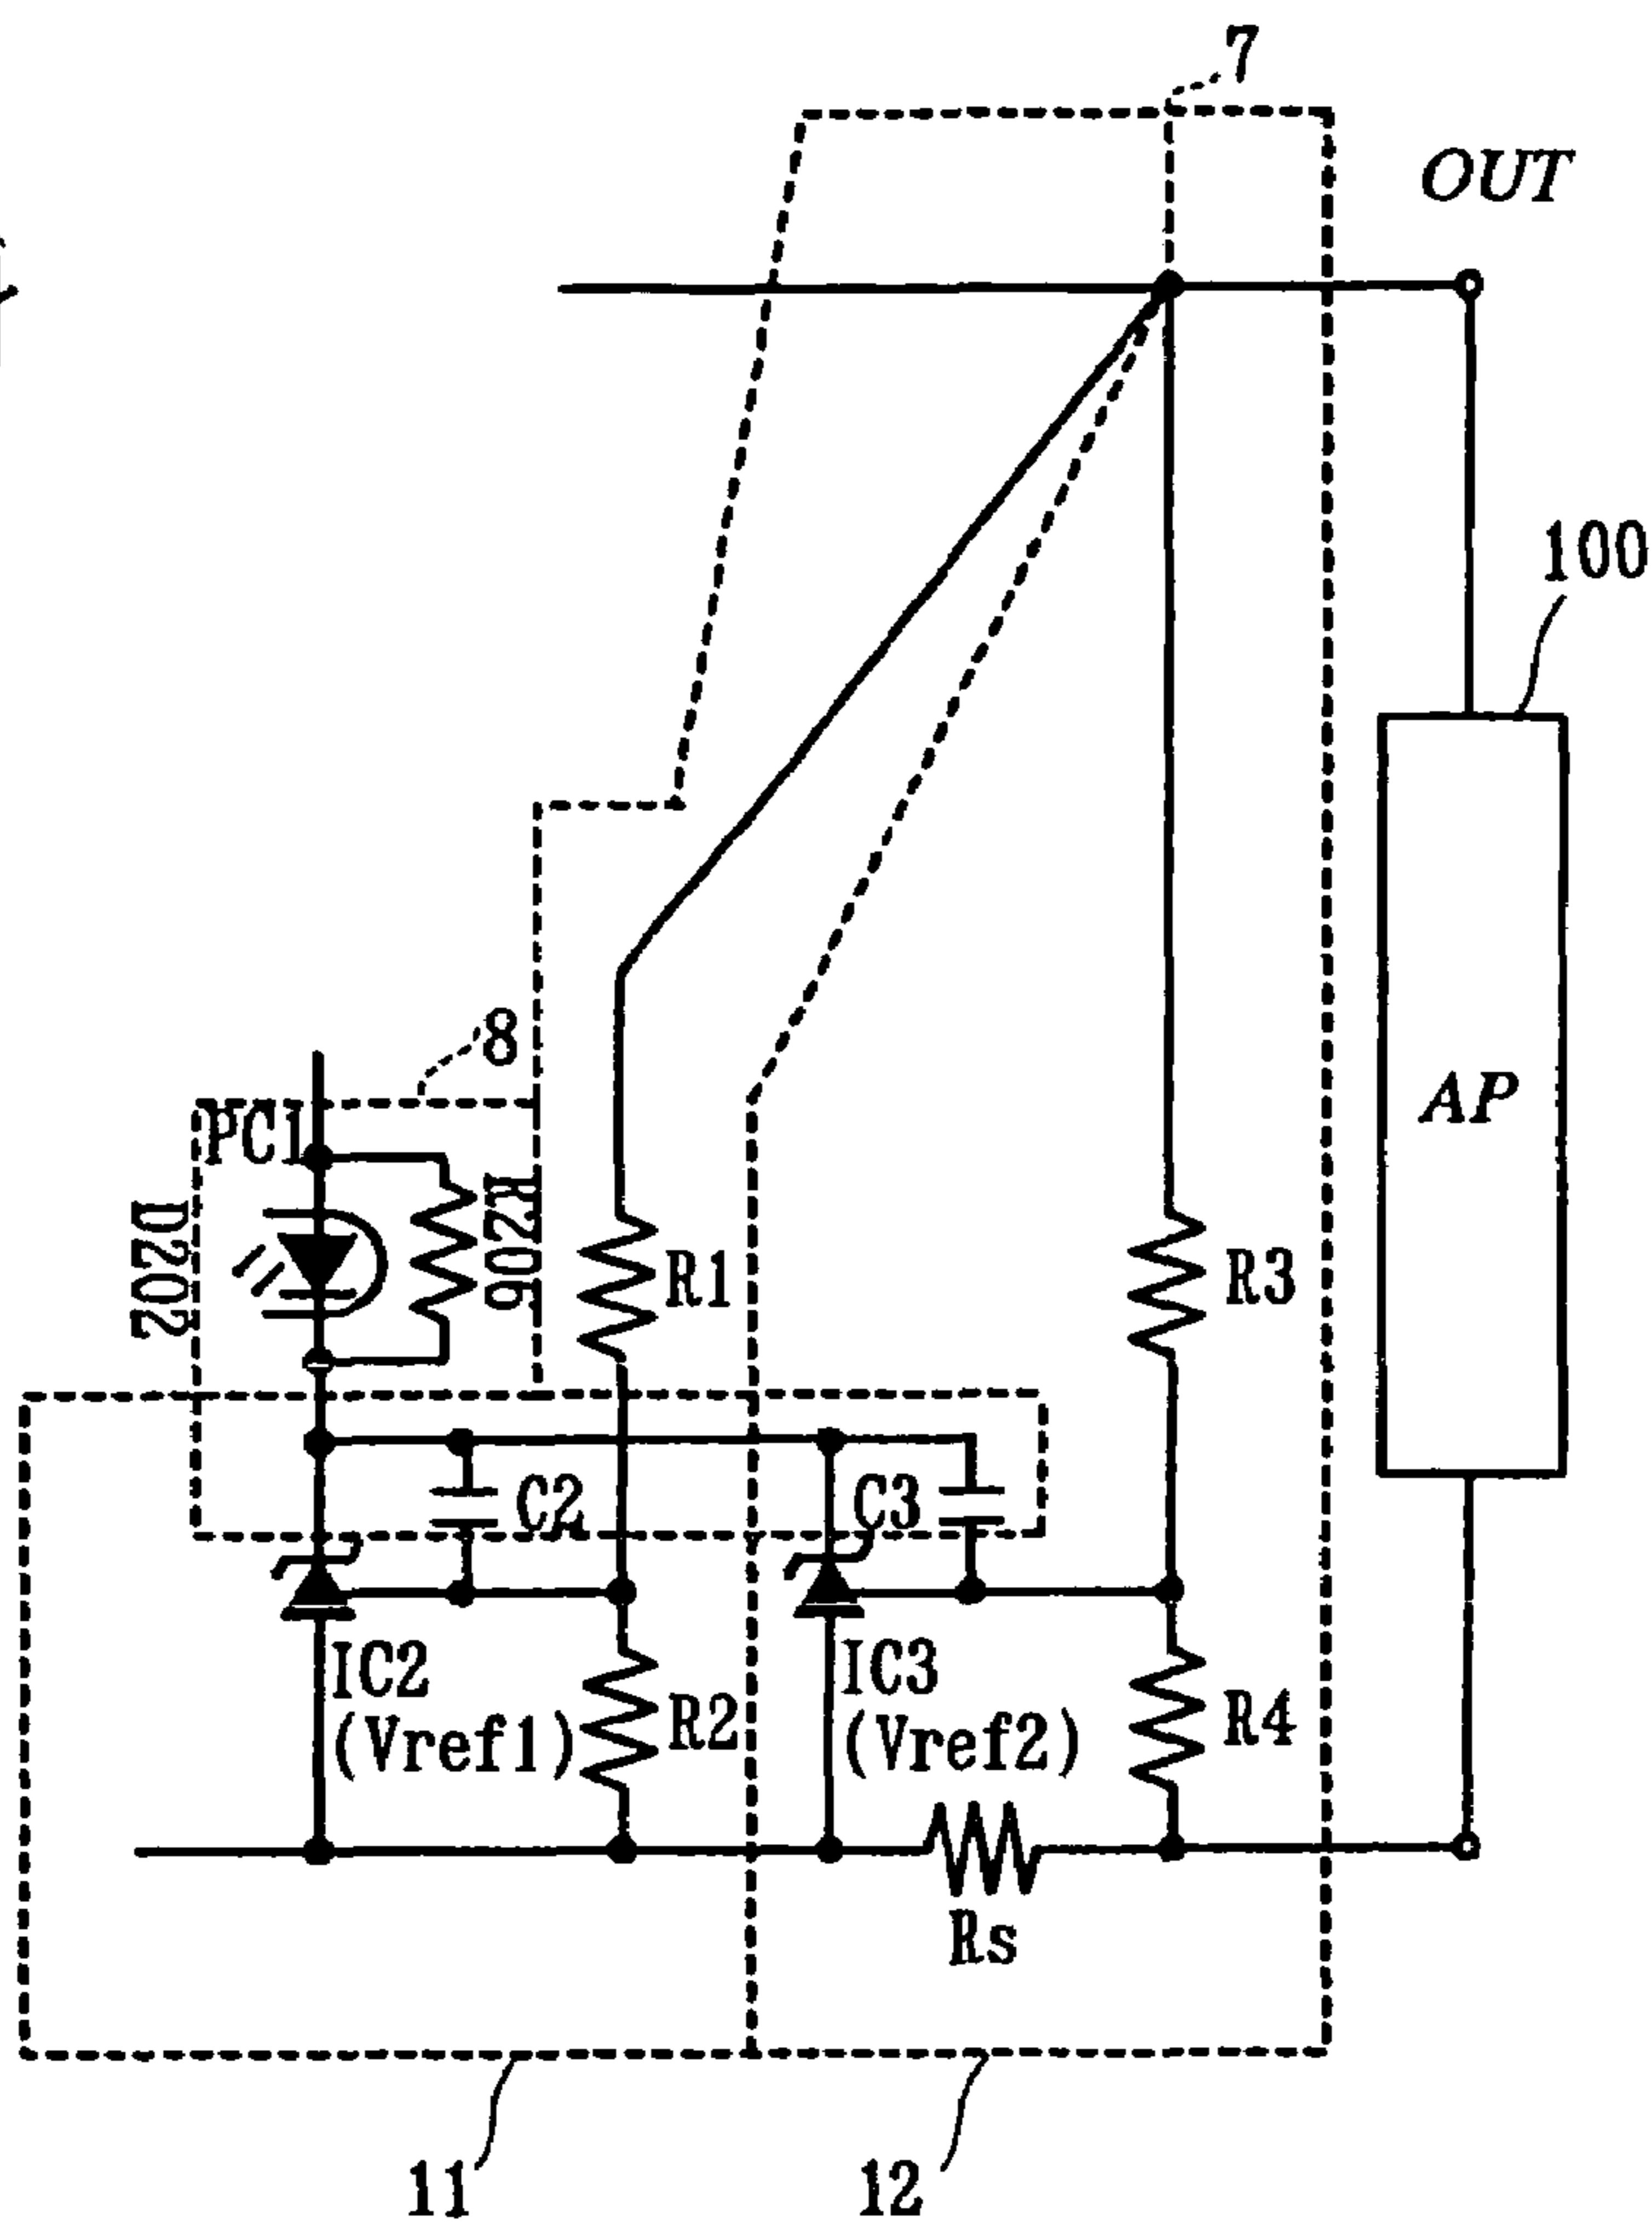 7
OUT
100
8
PC1
D202
R206
AP
R1
R3
C2
C3
IC2
(Vref1)
R2
IC3
(Vref2)
R4
Rs
11
12